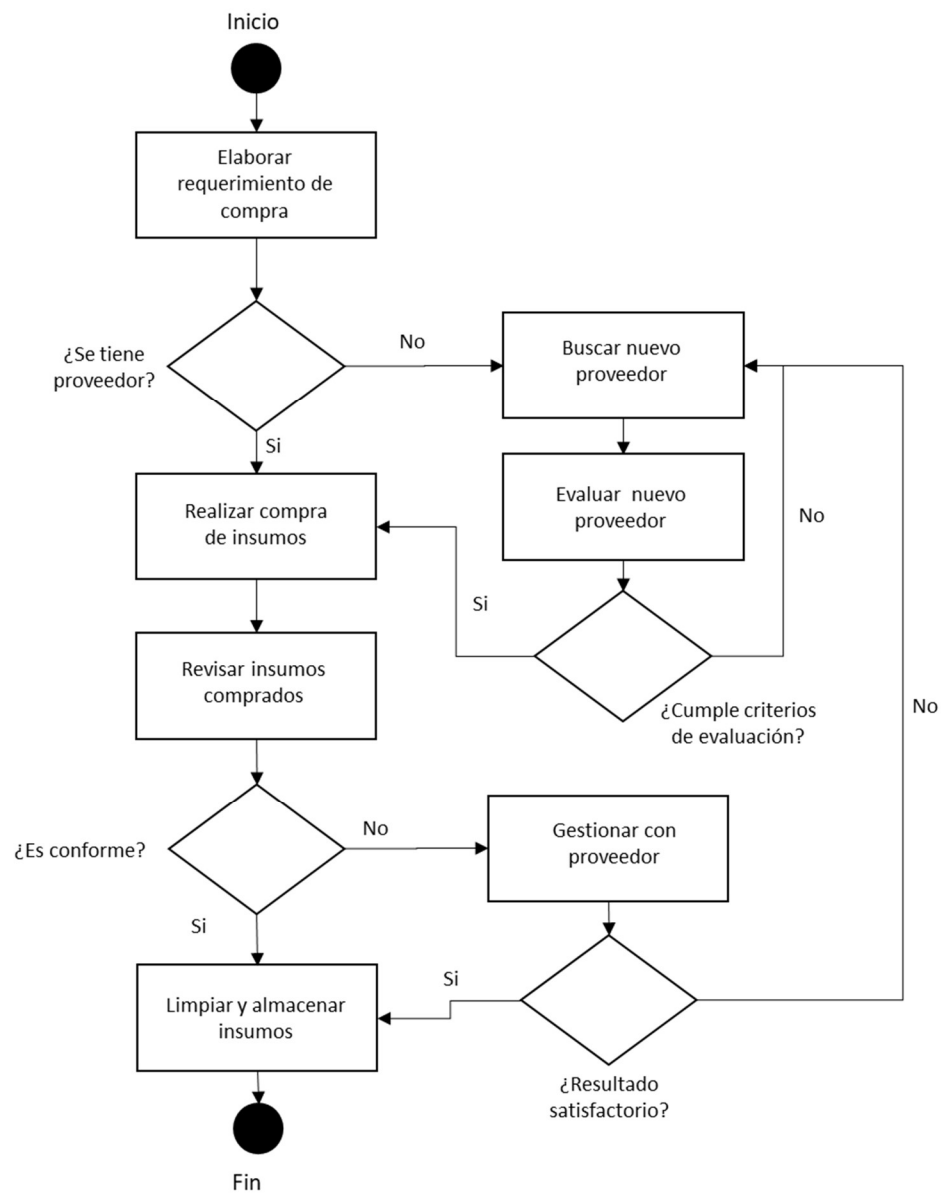 Inicio
Elaborar
requerimiento de
compra
¿Se tiene
proveedor?
No
Buscar nuevo
proveedor
Si
Realizar compra
de insumos
Evaluar nuevo
proveedor
No
Si
¿Cumple criterios
de evaluación?
Revisar insumos
comprados
No
¿Es conforme?
No
Gestionar con
proveedor
Si
Limpiar y almacenar
insumos
Si
¿Resultado
satisfactorio?
Fin